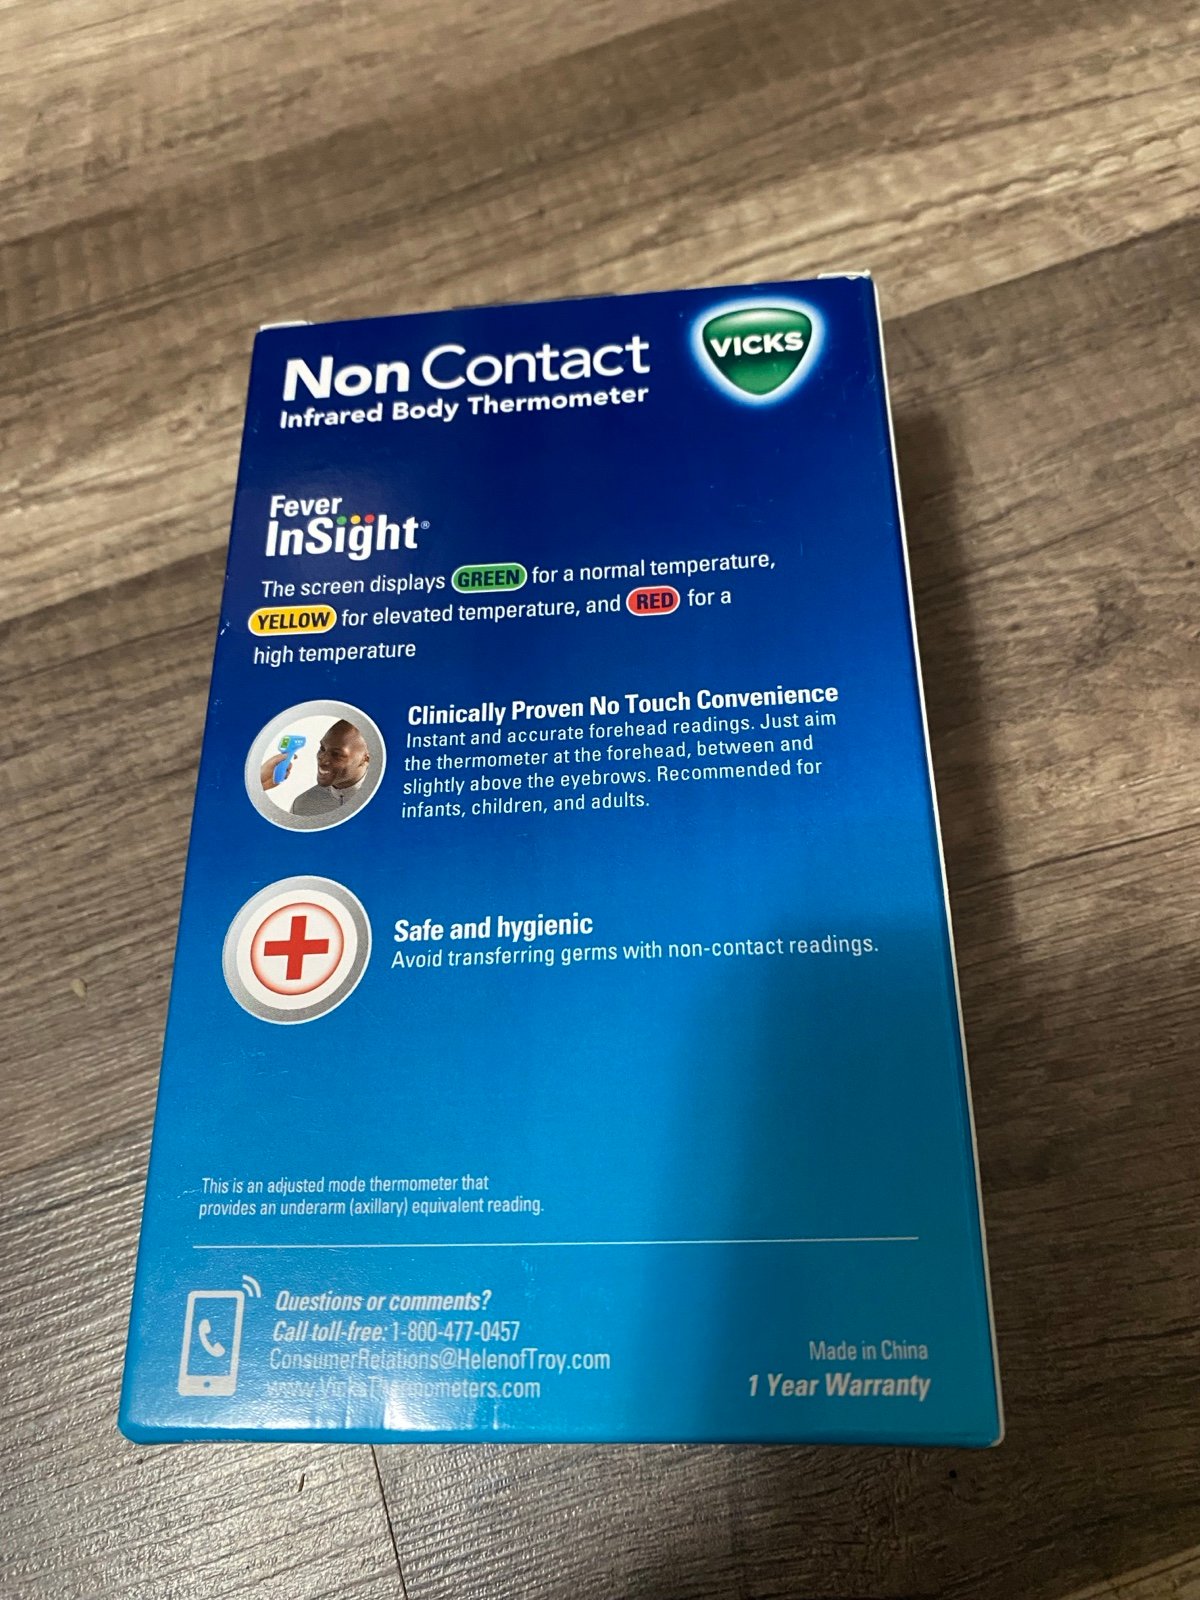 Non Contact
Infrared Body Thermometer
VICKS
Fever
InSight®
The screen displays GREEN for a normal temperature,
YELLOW for elevated temperature, and RED for a
high temperature
Clinically Proven No Touch Convenience
Instant and accurate forehead readings. Just aim
the thermometer at the forehead, between and
slightly above the eyebrows. Recommended for
infants, children, and adults.
Safe and hygienic
Avoid transferring germs with non-contact readings.
This is an adjusted mode thermometer that
provides an underarm (axillary) equivalent reading.
Questions or comments?
Call toll-free: 1-800-477-0457
ConsumerRelations@HelenofTroy.com
www.VicksThermometers.com
Made in China
1 Year Warranty